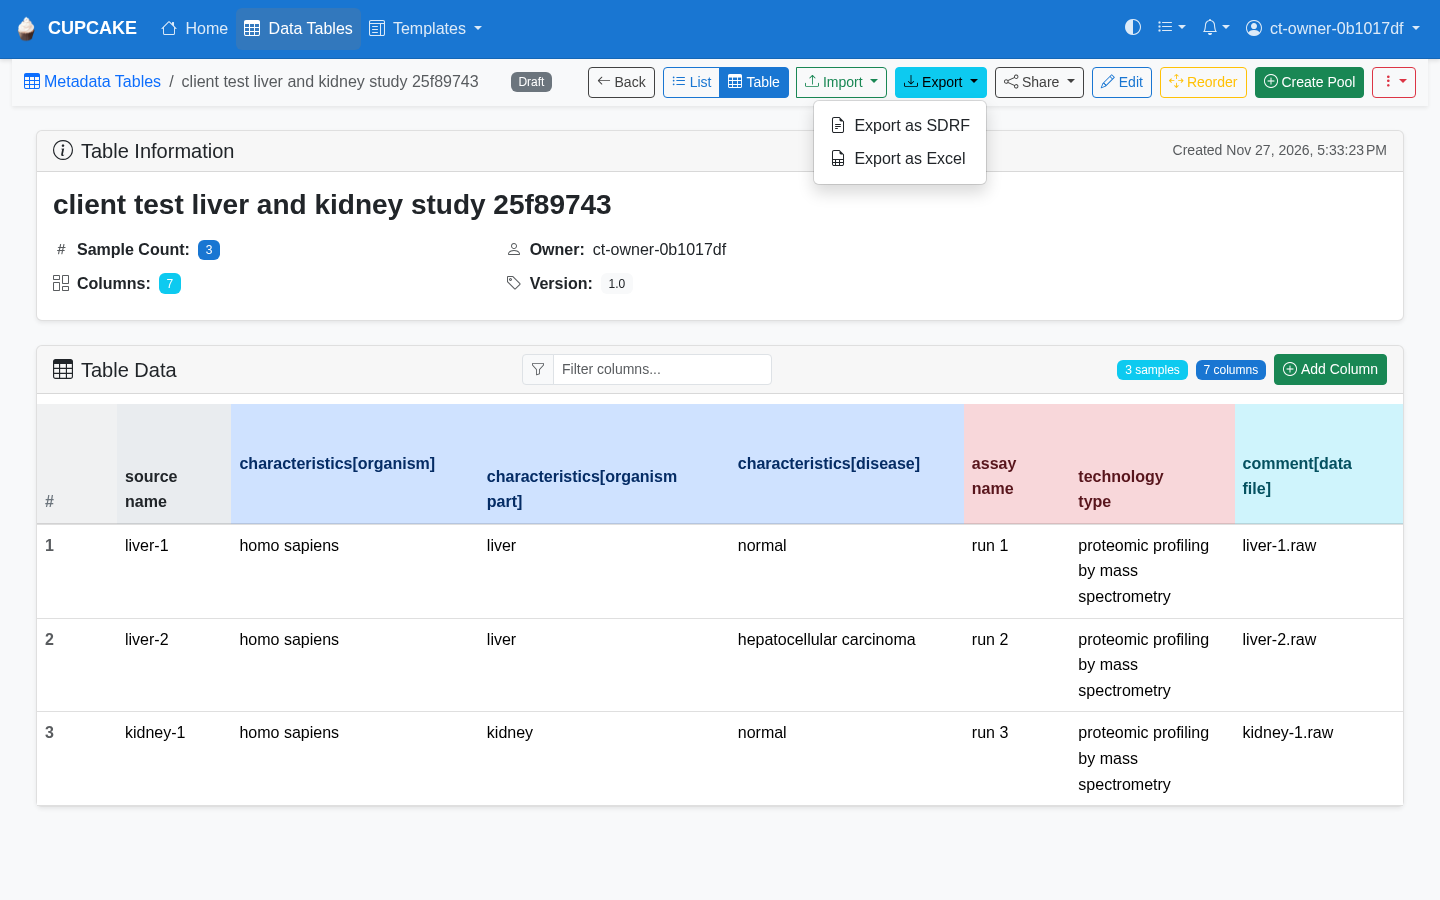 CUPCAKE Home Data Tables Templates ct-owner-0b1017df
Metadata Tables / client test liver and kidney study 25f89743 Draft Back List Table Import Export Share Edit Reorder Create Pool
Export as SDRF
Export as Excel
Table Information Created Nov 27, 2026, 5:33:23 PM
client test liver and kidney study 25f89743
# Sample Count: 3 Owner: ct-owner-0b1017df
Columns: 7 Version: 1.0
Table Data Filter columns... 3 samples 7 columns Add Column
#
source
name
characteristics[organism]
characteristics[organism
part]
characteristics[disease]
assay
name
technology
type
comment[data
file]
1 liver-1 homo sapiens liver normal run 1 proteomic profiling liver-1.raw
by mass
spectrometry
2 liver-2 homo sapiens liver hepatocellular carcinoma run 2 proteomic profiling liver-2.raw
by mass
spectrometry
3 kidney-1 homo sapiens kidney normal run 3 proteomic profiling kidney-1.raw
by mass
spectrometry